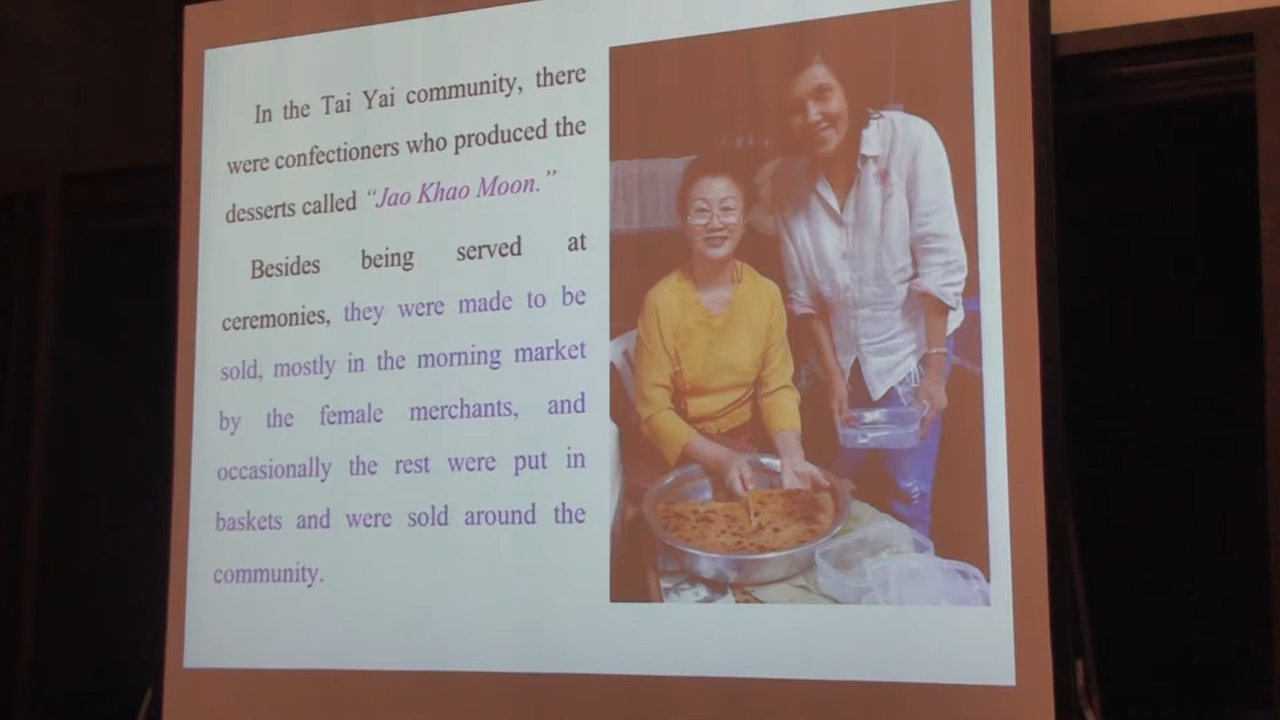 In the Tai Yai community, there
were confectioners who produced the
desserts called “Jao Khao Moon.”
Besides being served at
ceremonies, they were made to be
sold, mostly in the morning market
by the female merchants, and
occasionally the rest were put in
baskets and were sold around the
community.